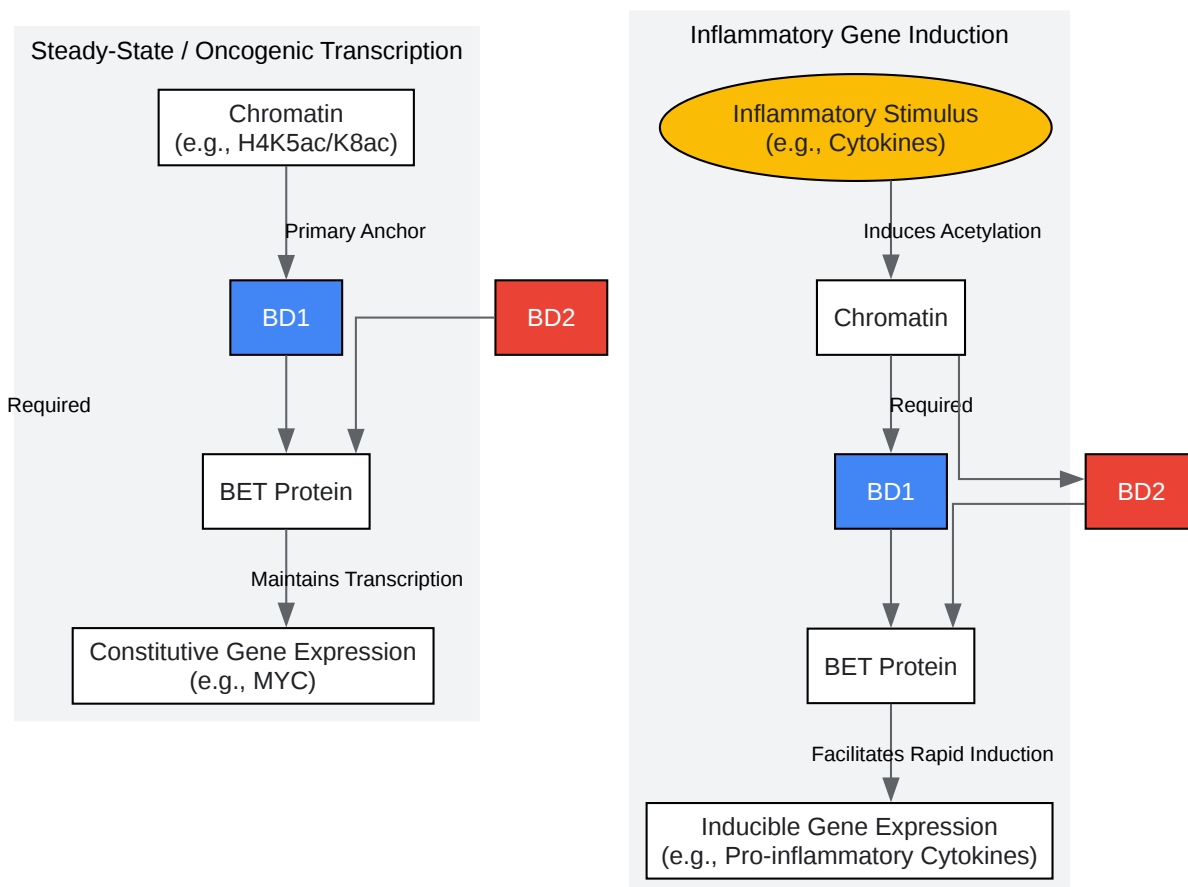 Steady-State / Oncogenic Transcription
Chromatin
(e.g., H4K5ac/K8ac)
Primary Anchor
BD1
BD2
Required
BET Protein
Maintains Transcription
Constitutive Gene Expression
(e.g., MYC)
Inflammatory Gene Induction
Inflammatory Stimulus
(e.g., Cytokines)
Induces Acetylation
Chromatin
Required
BD1
BD2
BET Protein
Facilitates Rapid Induction
Inducible Gene Expression
(e.g., Pro-inflammatory Cytokines)